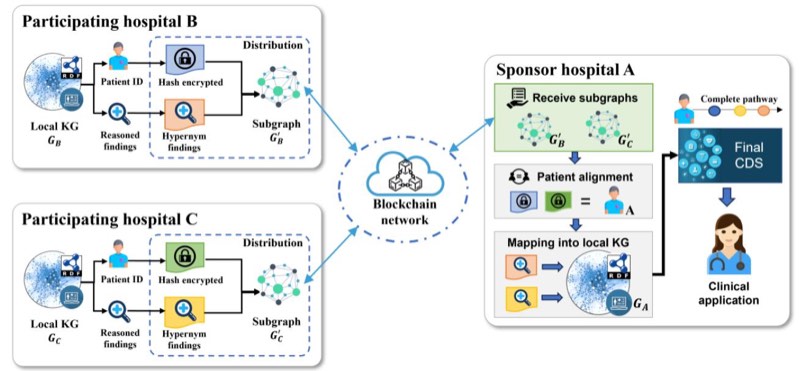 Participating hospital B
Distribution
RDF
Patient ID
Hash encrypted
Local KG
G_B
Reasoned
findings
Hypernym
findings
Subgraph
G'_B
Participating hospital C
Distribution
RDF
Patient ID
Hash encrypted
Local KG
G_C
Reasoned
findings
Hypernym
findings
Subgraph
G'_C
Blockchain
network
Sponsor hospital A
Receive subgraphs
G'_B
G'_C
Patient alignment
=
A
Mapping into local KG
RDF
G_A
Complete pathway
Final
CDS
Clinical
application